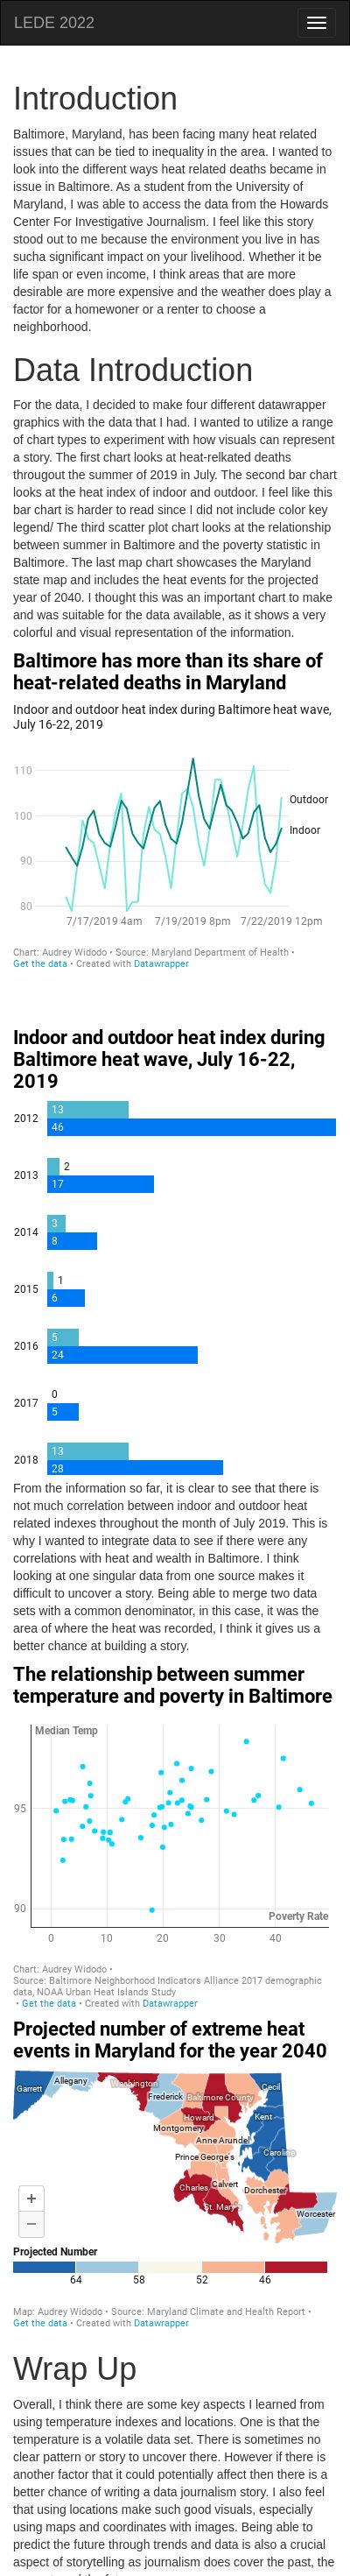 LEDE 2022
Introduction
Baltimore, Maryland, has been facing many heat related
issues that can be tied to inequality in the area. I wanted to
look into the different ways heat related deaths became in
issue in Baltimore. As a student from the University of
Maryland, I was able to access the data from the Howards
Center For Investigative Journalism. I feel like this story
stood out to me because the environment you live in has
sucha significant impact on your livelihood. Whether it be
life span or even income, I think areas that are more
desirable are more expensive and the weather does play a
factor for a homewoner or a renter to choose a
neighborhood.
Data Introduction
For the data, I decided to make four different datawrapper
graphics with the data that I had. I wanted to utilize a range
of chart types to experiment with how visuals can represent
a story. The first chart looks at heat-relkated deaths
througout the summer of 2019 in July. The second bar chart
looks at the heat index of indoor and outdoor. I feel like this
bar chart is harder to read since I did not include color key
legend/ The third scatter plot chart looks at the relationship
between summer in Baltimore and the poverty statistic in
Baltimore. The last map chart showcases the Maryland
state map and includes the heat events for the projected
year of 2040. I thought this was an important chart to make
and was suitable for the data available, as it shows a very
colorful and visual representation of the information.
Baltimore has more than its share of
heat-related deaths in Maryland
Indoor and outdoor heat index during Baltimore heat wave,
July 16-22, 2019
110
100
90
80
Outdoor
Indoor
7/17/2019 4am 7/19/2019 8pm 7/22/2019 12pm
Chart: Audrey Widodo • Source: Maryland Department of Health •
Get the data • Created with Datawrapper
Indoor and outdoor heat index during
Baltimore heat wave, July 16-22,
2019
2012 13 46
2013 2 17
2014 3 8
2015 1 6
2016 5 24
2017 0 5
2018 13 28
From the information so far, it is clear to see that there is
not much correlation between indoor and outdoor heat
related indexes throughout the month of July 2019. This is
why I wanted to integrate data to see if there were any
correlations with heat and wealth in Baltimore. I think
looking at one singular data from one source makes it
difficult to uncover a story. Being able to merge two data
sets with a common denominator, in this case, it was the
area of where the heat was recorded, I think it gives us a
better chance at building a story.
The relationship between summer
temperature and poverty in Baltimore
Median Temp
95
90
Poverty Rate
0 10 20 30 40
Chart: Audrey Widodo •
Source: Baltimore Neighborhood Indicators Alliance 2017 demographic
data, NOAA Urban Heat Islands Study
• Get the data • Created with Datawrapper
Projected number of extreme heat
events in Maryland for the year 2040
Garrett
Allegany
Washington
Frederick
Baltimore County
Cecil
Howard
Kent
Montgomery
Anne Arundel
Caroline
Prince George's
Charles
Calvert
Dorchester
St. Mary's
Worcester
+
−
Projected Number
64 58 52 46
Map: Audrey Widodo • Source: Maryland Climate and Health Report •
Get the data • Created with Datawrapper
Wrap Up
Overall, I think there are some key aspects I learned from
using temperature indexes and locations. One is that the
temperature is a volatile data set. There is sometimes no
clear pattern or story to uncover there. However if there is
another factor that it could potentially affect then there is a
better chance of writing a data journalism story. I also feel
that using locations make such good visuals, especially
using maps and coordinates with images. Being able to
predict the future through trends and data is also a crucial
aspect of storytelling as journalism does cover the past, the